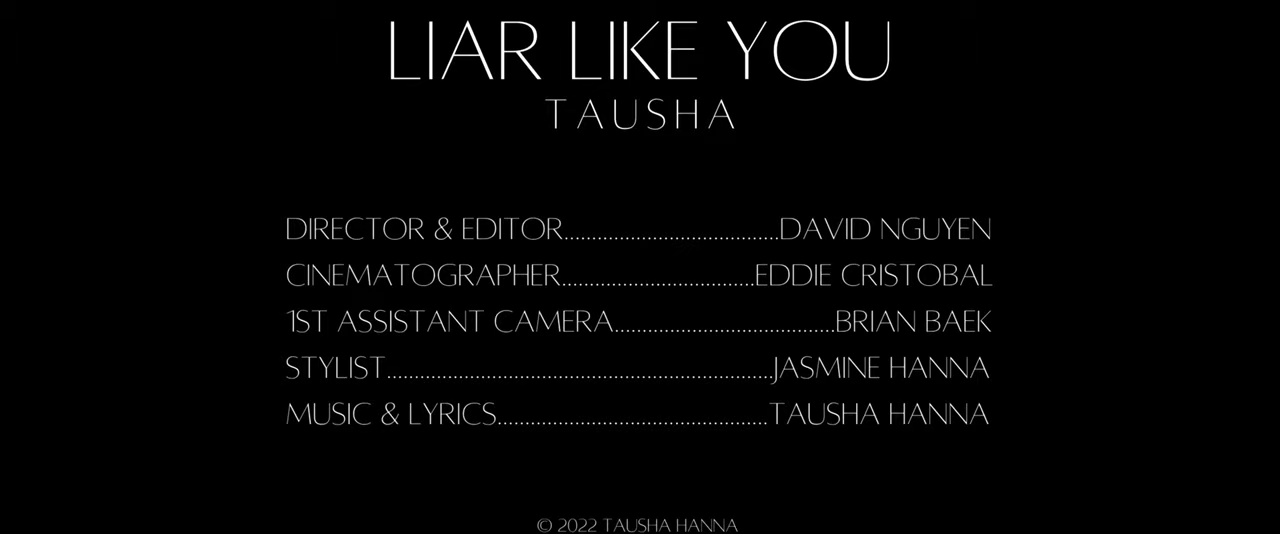 LIAR LIKE YOU
TAUSHA
DIRECTOR & EDITOR.......................................DAVID NGUYEN
CINEMATOGRAPHER...................................EDDIE CRISTOBAL
1ST ASSISTANT CAMERA........................................BRIAN BAEK
STYLIST......................................................................JASMINE HANNA
MUSIC & LYRICS.................................................TAUSHA HANNA
© 2022 TAUSHA HANNA